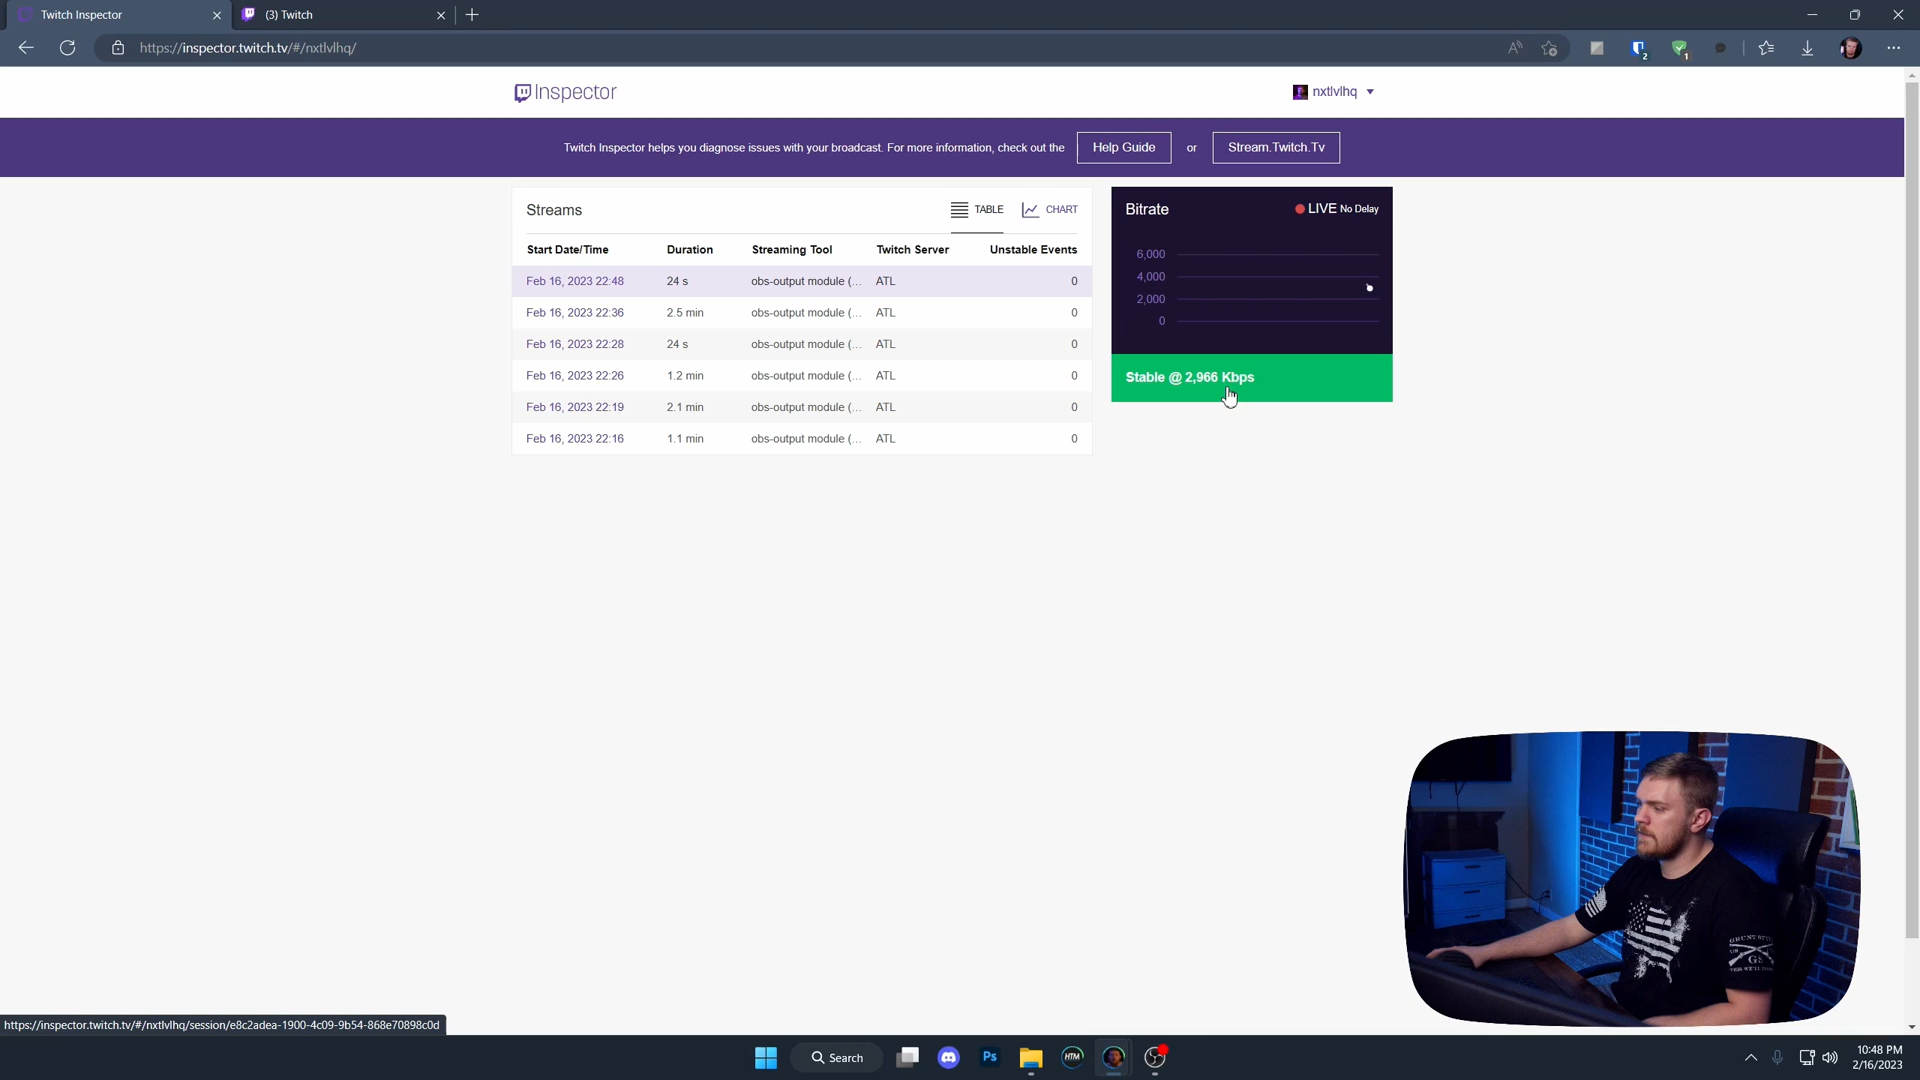 Twitch Inspector
(3) Twitch
https://inspector.twitch.tv/#/nxtlvlhq/
Inspector
nxtlvlhq
Twitch Inspector helps you diagnose issues with your broadcast. For more information, check out the Help Guide or Stream.Twitch.Tv
Streams TABLE CHART
Start Date/Time Duration Streaming Tool Twitch Server Unstable Events
Feb 16, 2023 22:48 24 s obs-output module (... ATL 0
Feb 16, 2023 22:36 2.5 min obs-output module (... ATL 0
Feb 16, 2023 22:28 24 s obs-output module (... ATL 0
Feb 16, 2023 22:26 1.2 min obs-output module (... ATL 0
Feb 16, 2023 22:19 2.1 min obs-output module (... ATL 0
Feb 16, 2023 22:16 1.1 min obs-output module (... ATL 0
Bitrate LIVE No Delay
6,000
4,000
2,000
0
Stable @ 2,966 Kbps
GRUNT STYLE
GS
https://inspector.twitch.tv/#/nxtlvlhq/session/e8c2adea-1900-4c09-9b54-868e70898c0d
Search
Ps
HTM
10:48 PM
2/16/2023